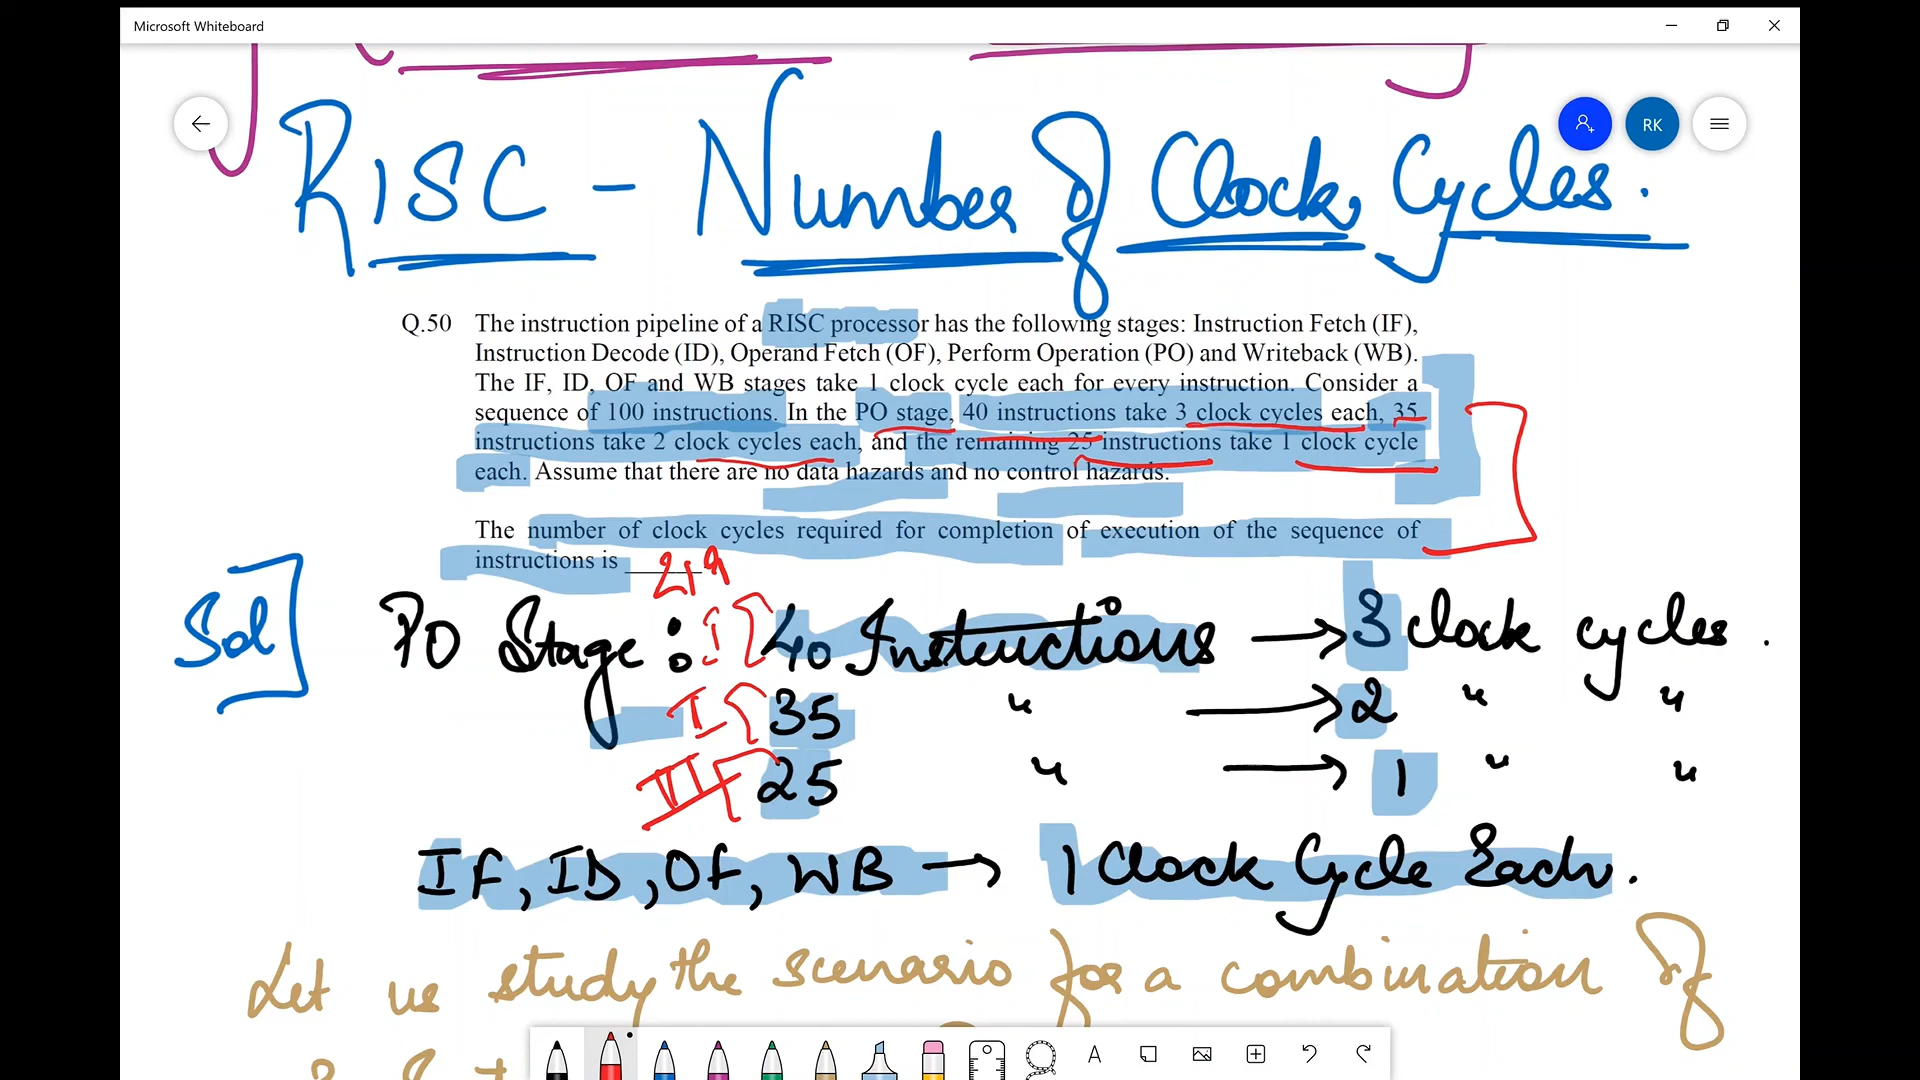 Microsoft Whiteboard
RISC - Number of Clock Cycles.
RK
Q.50 The instruction pipeline of a RISC processor has the following stages: Instruction Fetch (IF),
Instruction Decode (ID), Operand Fetch (OF), Perform Operation (PO) and Writeback (WB).
The IF, ID, OF and WB stages take 1 clock cycle each for every instruction. Consider a
sequence of 100 instructions. In the PO stage, 40 instructions take 3 clock cycles each, 35
instructions take 2 clock cycles each, and the remaining 25 instructions take 1 clock cycle
each. Assume that there are no data hazards and no control hazards.
The number of clock cycles required for completion of execution of the sequence of
instructions is ________
219
Sol
PO Stage : I 40 Instructions → 3 clock cycles.
I 35 " → 2 " "
III 25 " → 1 " "
IF, ID, OF, WB → 1 Clock Cycle Each.
Let us study the scenario for a combination of
A